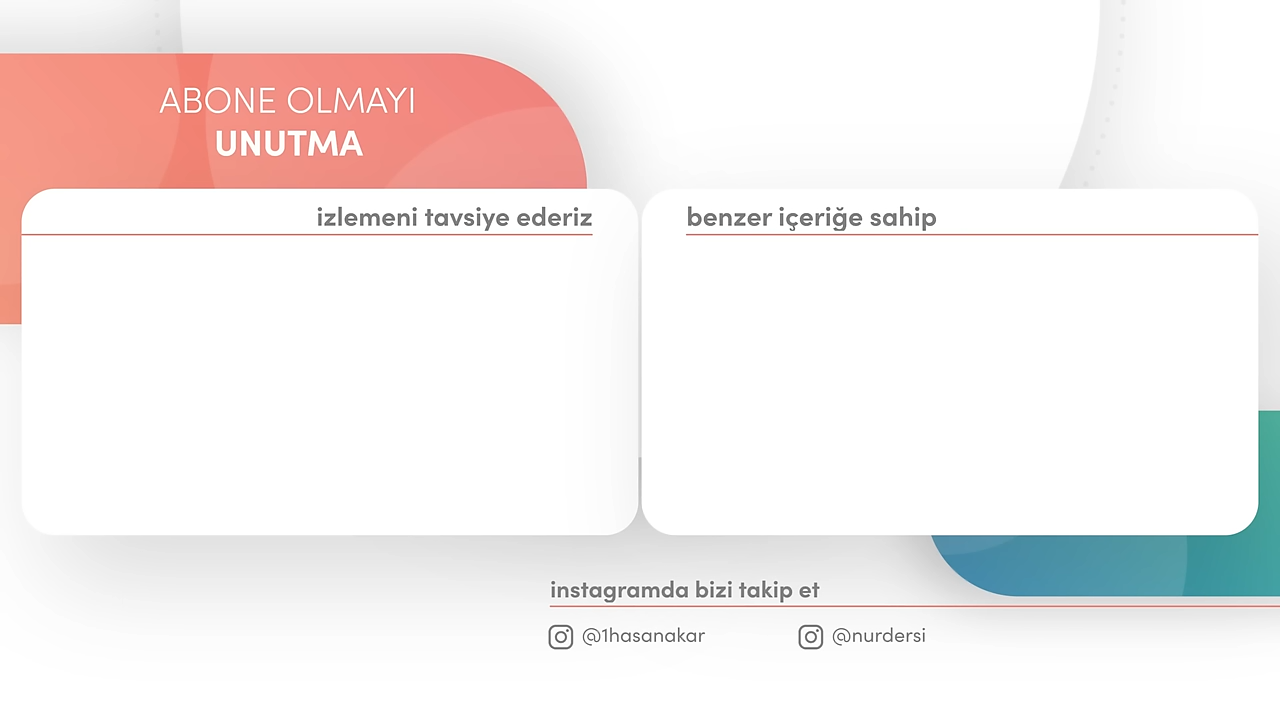 ABONE OLMAYI
UNUTMA
izlemeni tavsiye ederiz
benzer içeriğe sahip
instagramda bizi takip et
@1hasanakar
@nurdersi